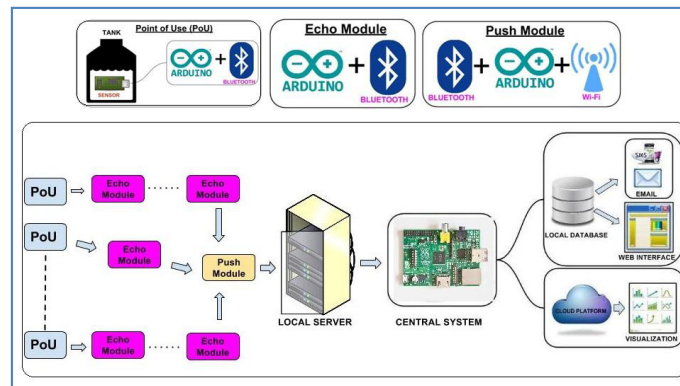 Point of Use (PoU)
TANK
SENSOR
ARDUINO
BLUETOOTH
Echo Module
ARDUINO
BLUETOOTH
Push Module
BLUETOOTH
ARDUINO
Wi-Fi
PoU
Echo
Module
Echo
Module
PoU
Echo
Module
Push
Module
PoU
Echo
Module
Echo
Module
LOCAL SERVER
CENTRAL SYSTEM
LOCAL DATABASE
SMS
EMAIL
WEB INTERFACE
CLOUD PLATFORM
VISUALIZATION